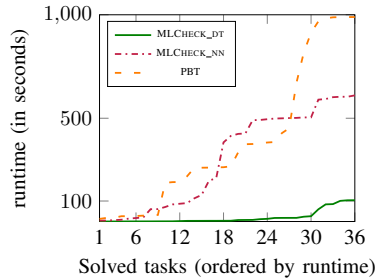 1,000
MLCHECK_DT
MLCHECK_NN
PBT
500
100
runtime (in seconds)
1 6 12 18 24 30 36
Solved tasks (ordered by runtime)